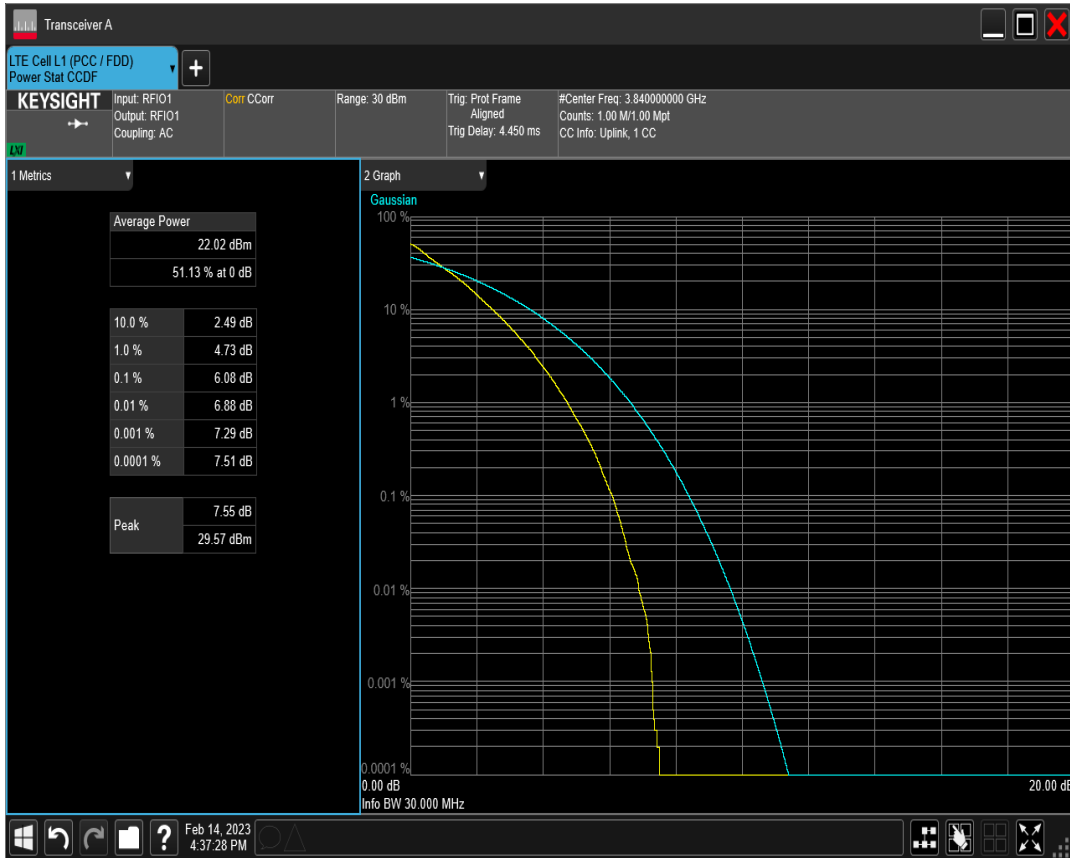 Transceiver A
LTE Cell L1 (PCC / FDD)
Power Stat CCDF
KEYSIGHT
LXI
Input: RFIO1
Output: RFIO1
Coupling: AC
Corr CCorr
Range: 30 dBm
Trig: Prot Frame
Aligned
Trig Delay: 4.450 ms
#Center Freq: 3.840000000 GHz
Counts: 1.00 M/1.00 Mpt
CC Info: Uplink, 1 CC
1 Metrics
Average Power
22.02 dBm
51.13 % at 0 dB
10.0 % 2.49 dB
1.0 % 4.73 dB
0.1 % 6.08 dB
0.01 % 6.88 dB
0.001 % 7.29 dB
0.0001 % 7.51 dB
Peak
7.55 dB
29.57 dBm
2 Graph
Gaussian
100 %
10 %
1 %
0.1 %
0.01 %
0.001 %
0.0001 %
0.00 dB
20.00 dB
Info BW 30.000 MHz
Feb 14, 2023
4:37:28 PM